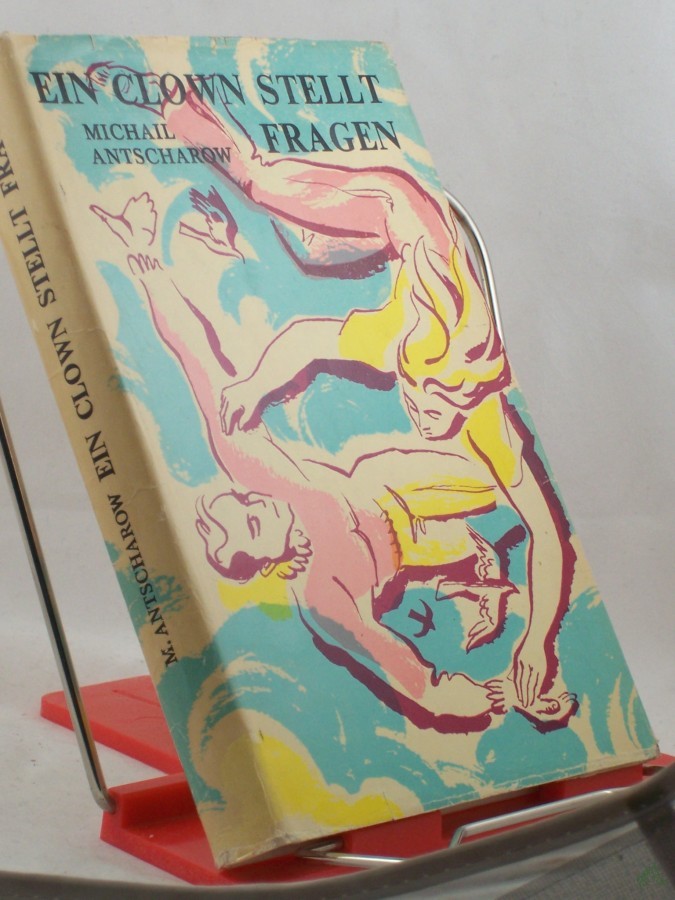 EIN CLOWN STELLT
FRAGEN
MICHAIL
ANTSCHAROW
M. ANTSCHAROW EIN CLOWN STELLT FRA